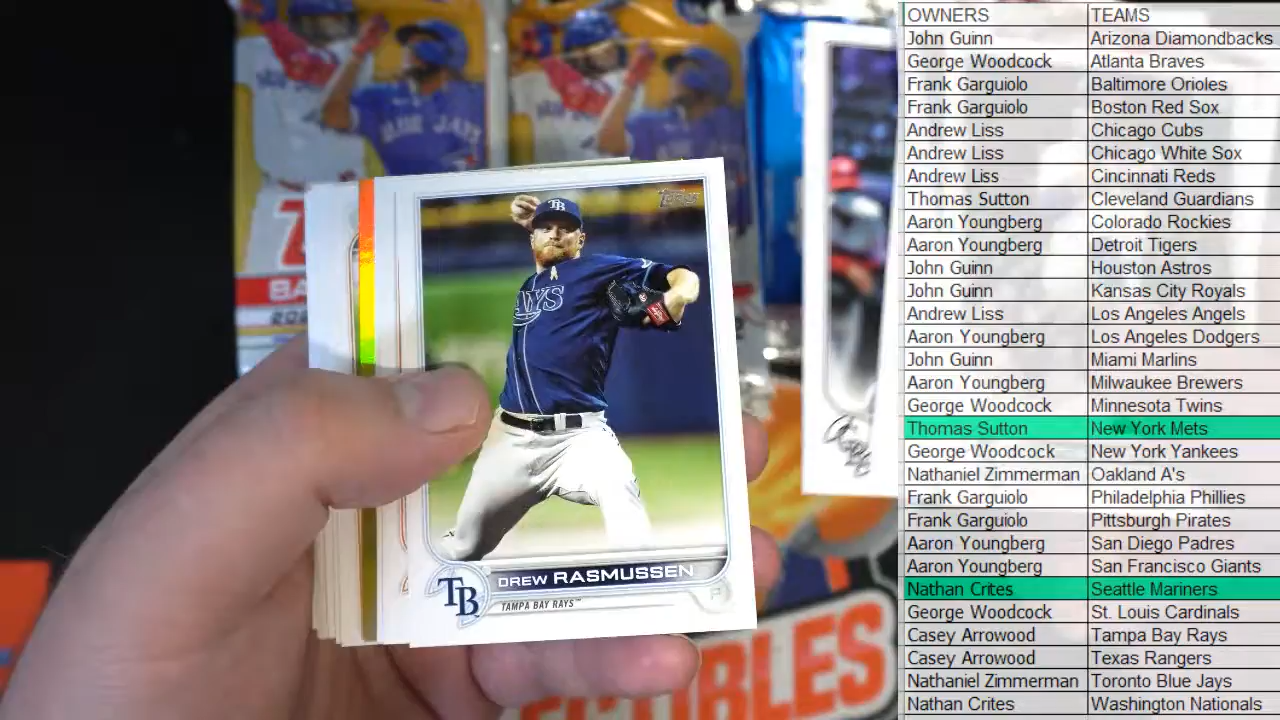 OWNERS TEAMS
John Guinn Arizona Diamondbacks
George Woodcock Atlanta Braves
Frank Garguiolo Baltimore Orioles
Frank Garguiolo Boston Red Sox
Andrew Liss Chicago Cubs
Andrew Liss Chicago White Sox
Andrew Liss Cincinnati Reds
Thomas Sutton Cleveland Guardians
Aaron Youngberg Colorado Rockies
Aaron Youngberg Detroit Tigers
John Guinn Houston Astros
John Guinn Kansas City Royals
Andrew Liss Los Angeles Angels
Aaron Youngberg Los Angeles Dodgers
John Guinn Miami Marlins
Aaron Youngberg Milwaukee Brewers
George Woodcock Minnesota Twins
Thomas Sutton New York Mets
George Woodcock New York Yankees
Nathaniel Zimmerman Oakland A's
Frank Garguiolo Philadelphia Phillies
Frank Garguiolo Pittsburgh Pirates
Aaron Youngberg San Diego Padres
Aaron Youngberg San Francisco Giants
Nathan Crites Seattle Mariners
George Woodcock St. Louis Cardinals
Casey Arrowood Tampa Bay Rays
Casey Arrowood Texas Rangers
Nathaniel Zimmerman Toronto Blue Jays
Nathan Crites Washington Nationals
TOPPS
TB
RAYS
TB
DREW RASMUSSEN
TAMPA BAY RAYS™
P